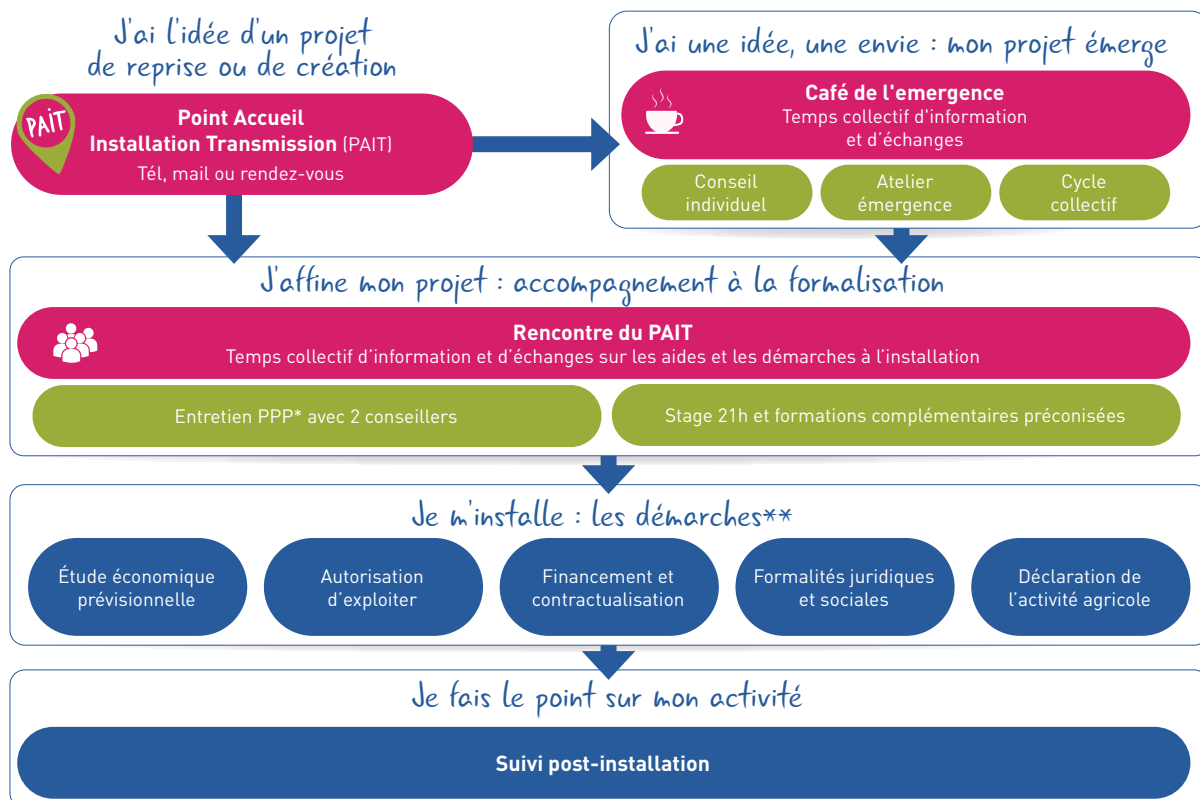 J'ai l'idée d'un projet
de reprise ou de création
PAiT
Point Accueil
Installation Transmission (PAIT)
Tél, mail ou rendez-vous
J'ai une idée, une envie : mon projet émerge
Café de l'emergence
Temps collectif d'information
et d'échanges
Conseil
individuel
Atelier
émergence
Cycle
collectif
J'affine mon projet : accompagnement à la formalisation
Rencontre du PAIT
Temps collectif d'information et d'échanges sur les aides et les démarches à l'installation
Entretien PPP* avec 2 conseillers
Stage 21h et formations complémentaires préconisées
Je m'installe : les démarches**
Étude économique
prévisionnelle
Autorisation
d'exploiter
Financement et
contractualisation
Formalités juridiques
et sociales
Déclaration de
l'activité agricole
Je fais le point sur mon activité
Suivi post-installation